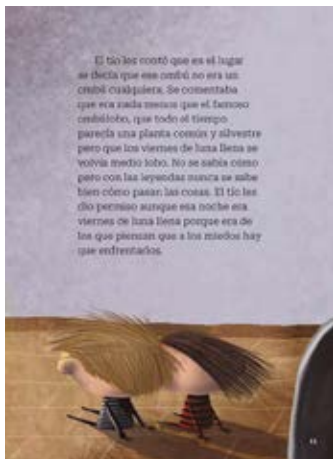 El tío les contó que en el lugar
se decía que ese ombú no era un
ombú cualquiera. Se comentaba
que era nada menos que el famoso
ombúlobo, que todo el tiempo
parecía una planta común y silvestre
pero que los viernes de luna llena se
volvía medio lobo. No se sabía cómo
pero con las leyendas nunca se sabe
bien cómo pasan las cosas. El tío les
dio permiso aunque esa noche era
viernes de luna llena porque era de
los que piensan que a los miedos hay
que enfrentarlos.